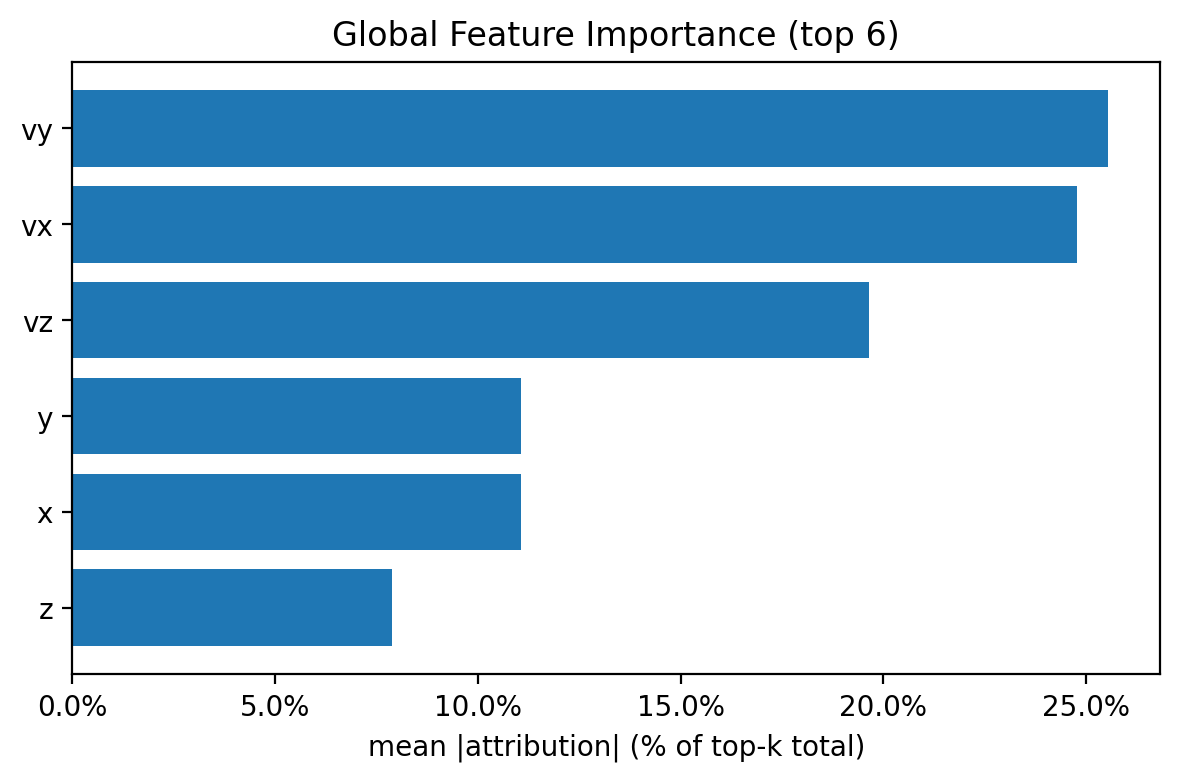 Global Feature Importance (top 6)
vy
vx
vz
y
x
z
0.0% 5.0% 10.0% 15.0% 20.0% 25.0%
mean |attribution| (% of top-k total)